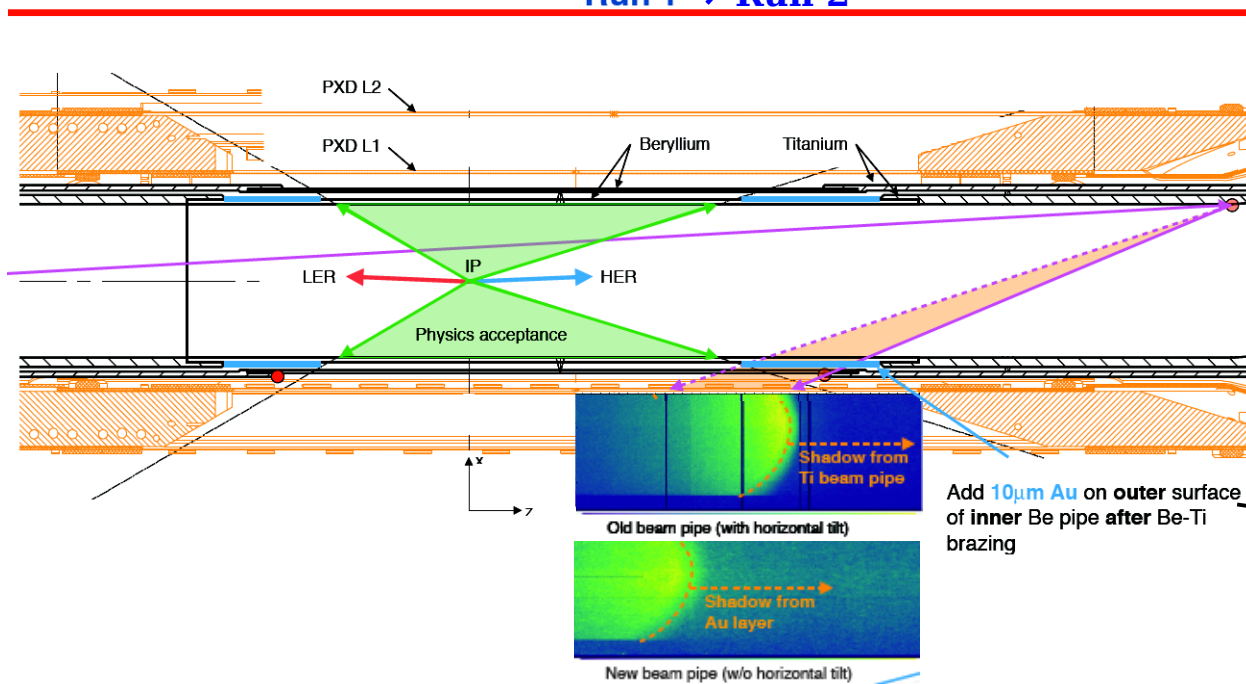 Run 2
PXD L2
PXD L1
Beryllium
Titanium
IP
LER
HER
Physics acceptance
x
Shadow from
Ti beam pipe
Old beam pipe (with horizontal tilt)
Add 10μm Au on outer surface
of inner Be pipe after Be-Ti
brazing
Shadow from
Au layer
New beam pipe (w/o horizontal tilt)